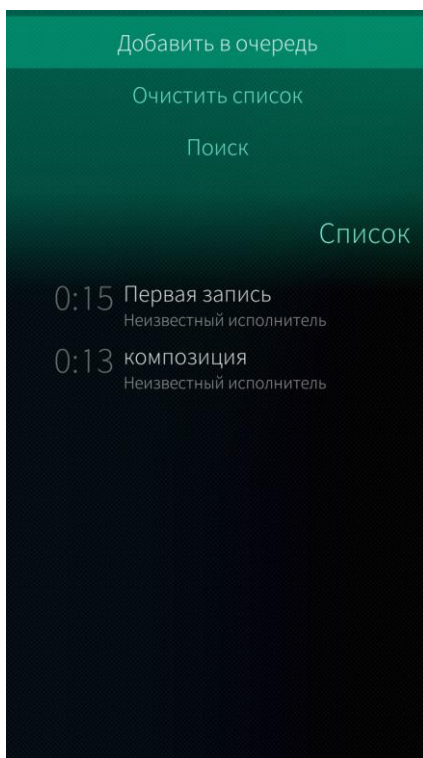 Добавить в очередь
Очистить список
Поиск
Список
0:15 Первая запись
Неизвестный исполнитель
0:13 композиция
Неизвестный исполнитель